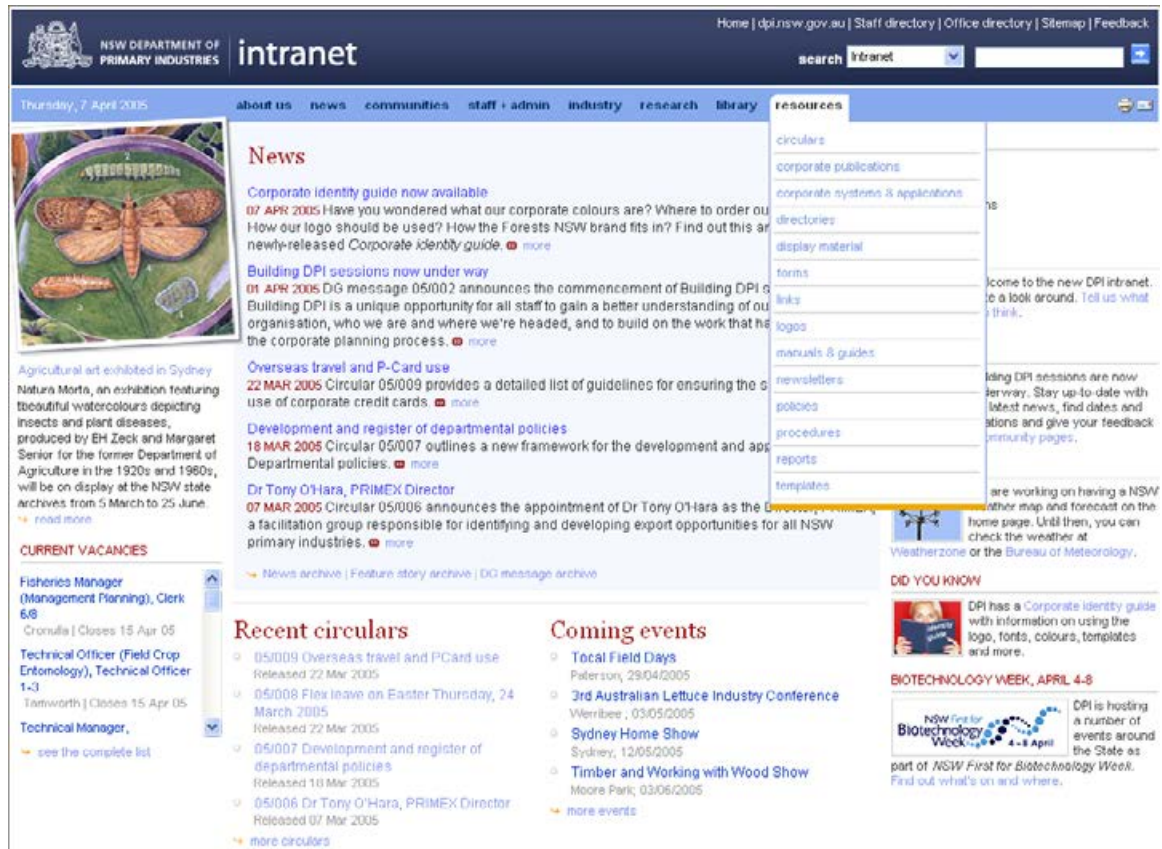 Home | dpi.nsw.gov.au | Staff directory | Office directory | Sitemap | Feedback
NSW DEPARTMENT OF
PRIMARY INDUSTRIES
intranet
search Intranet
Thursday, 7 April 2005
about us news communities staff + admin industry research library resources
circulars
corporate publications
corporate systems & applications
directories
display material
forms
links
logos
manuals & guides
newsletters
policies
procedures
reports
templates
Agricultural art exhibited in Sydney
Natura Morta, an exhibition featuring
tbeautiful watercolours depicting
insects and plant diseases,
produced by EH Zeck and Margaret
Senior for the former Department of
Agriculture in the 1920s and 1960s,
will be on display at the NSW state
archives from 5 March to 25 June.
read more
CURRENT VACANCIES
Fisheries Manager
(Management Planning), Clerk
6/8
Cronulla | Closes 15 Apr 05
Technical Officer (Field Crop
Entomology), Technical Officer
1-3
Tamworth | Closes 15 Apr 05
Technical Manager,
see the complete list
News
Corporate identity guide now available
07 APR 2005 Have you wondered what our corporate colours are? Where to order ou
How our logo should be used? How the Forests NSW brand fits in? Find out this an
newly-released Corporate identity guide. more
Building DPI sessions now under way
01 APR 2005 DG message 05/002 announces the commencement of Building DPI s
Building DPI is a unique opportunity for all staff to gain a better understanding of ou
organisation, who we are and where we're headed, and to build on the work that ha
the corporate planning process. more
Overseas travel and P-Card use
22 MAR 2005 Circular 05/009 provides a detailed list of guidelines for ensuring the s
use of corporate credit cards. more
Development and register of departmental policies
18 MAR 2005 Circular 05/007 outlines a new framework for the development and app
Departmental policies. more
Dr Tony O'Hara, PRIMEX Director
07 MAR 2005 Circular 05/006 announces the appointment of Dr Tony O'Hara as the
a facilitation group responsible for identifying and developing export opportunities for all NSW
primary industries. more
News archive | Feature story archive | DG message archive
Recent circulars
05/009 Overseas travel and PCard use
Released 22 Mar 2005
05/008 Flex leave on Easter Thursday, 24
March 2005
Released 22 Mar 2005
05/007 Development and register of
departmental policies
Released 18 Mar 2005
05/006 Dr Tony O'Hara, PRIMEX Director
Released 07 Mar 2005
more circulars
Coming events
Tocal Field Days
Paterson, 29/04/2005
3rd Australian Lettuce Industry Conference
Werribee ; 03/05/2005
Sydney Home Show
Sydney, 12/05/2005
Timber and Working with Wood Show
Moore Park; 03/06/2005
more events
ns
lcome to the new DPI intranet.
e a look around. Tell us what
think.
lding DPI sessions are now
erway. Stay up-to-date with
latest news, find dates and
ations and give your feedback
mmunity pages.
are working on having a NSW
weather map and forecast on the
home page. Until then, you can
check the weather at
Weatherzone or the Bureau of Meteorology.
DID YOU KNOW
identity
guide
DPI has a Corporate identity guide
with information on using the
logo, fonts, colours, templates
and more.
BIOTECHNOLOGY WEEK, APRIL 4-8
NSW First for
Biotechnology
Week
4 - 8 April
DPI is hosting
a number of
events around
the State as
part of NSW First for Biotechnology Week.
Find out what's on and where.